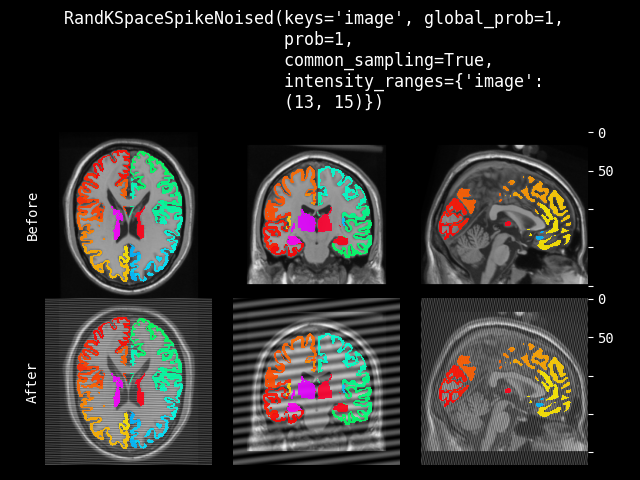 RandKSpaceSpikeNoised(keys='image', global_prob=1,
prob=1,
common_sampling=True,
intensity_ranges={'image':
(13, 15)})
0
50
Before
0
50
After